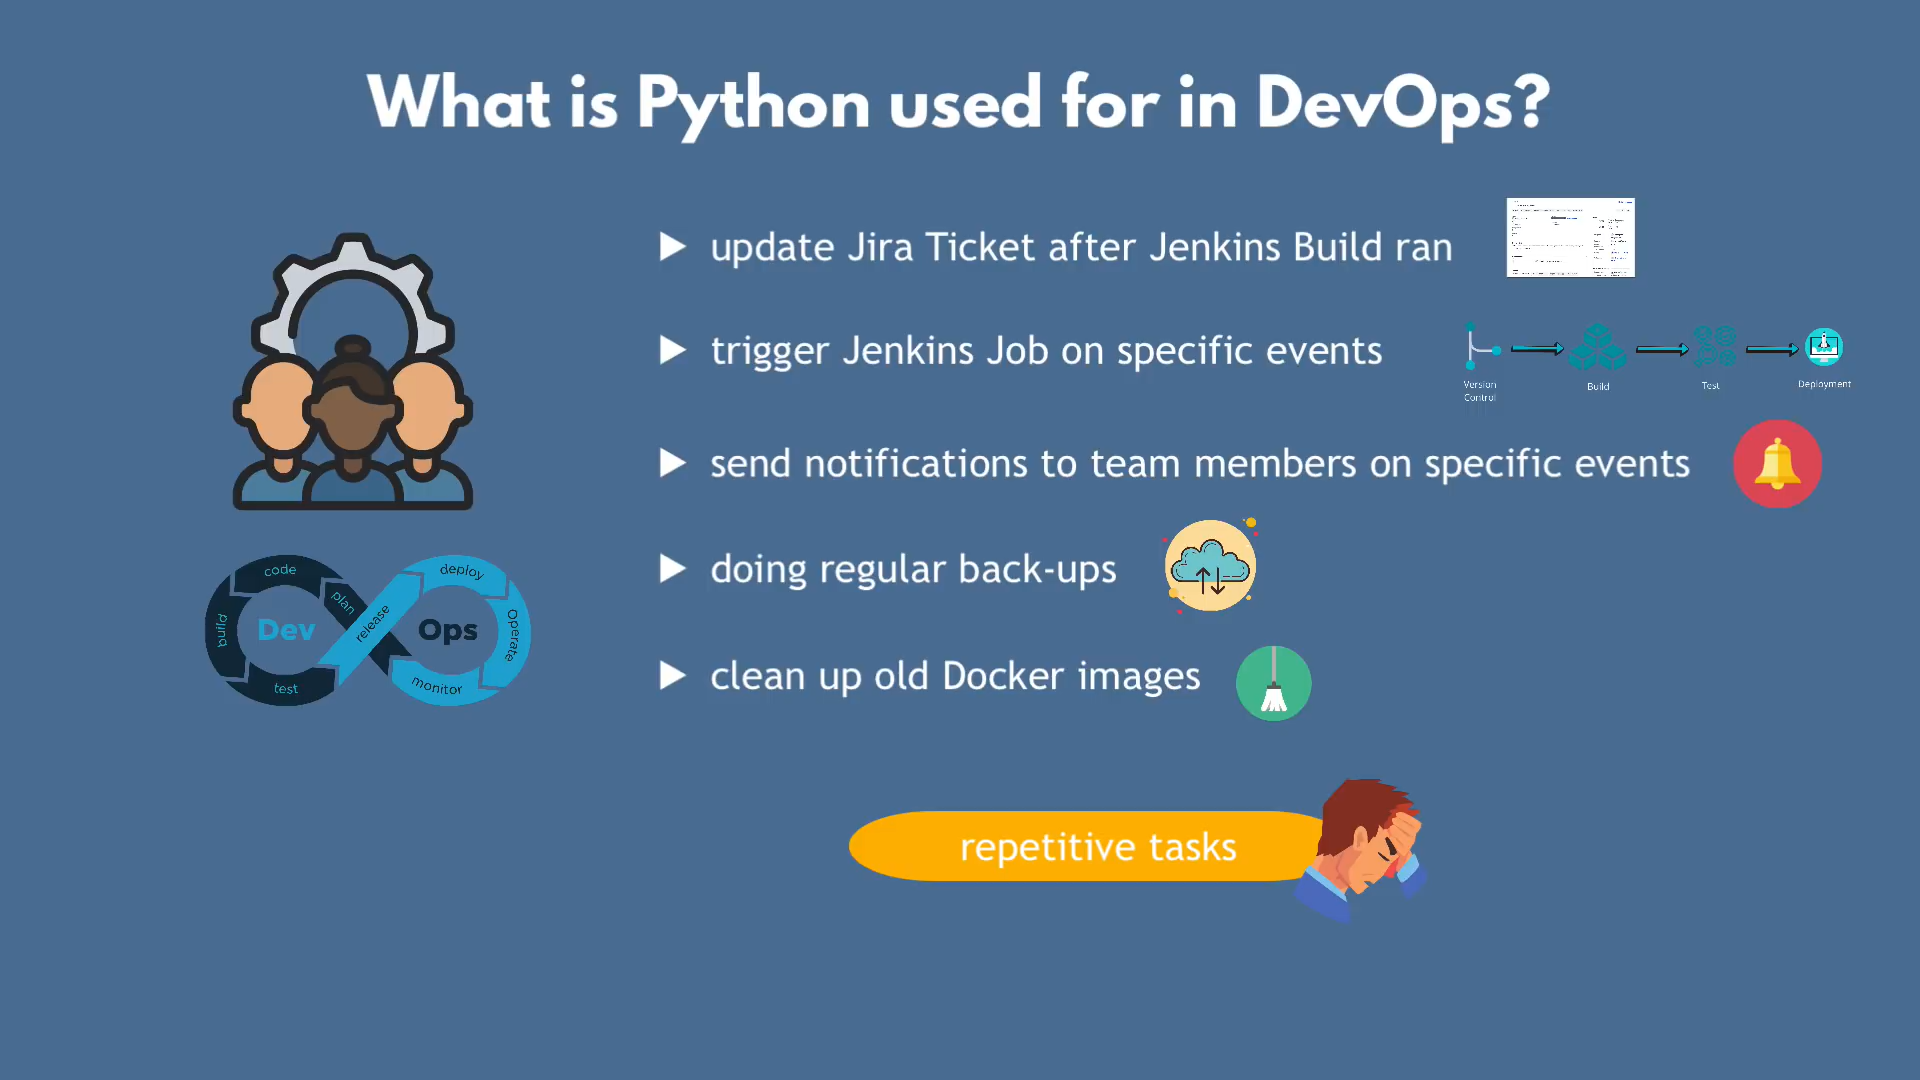 What is Python used for in DevOps?
update Jira Ticket after Jenkins Build ran
trigger Jenkins Job on specific events
Version
Control
Build
Test
Deployment
send notifications to team members on specific events
doing regular back-ups
clean up old Docker images
code
plan
build
Dev
test
release
deploy
Ops
Operate
monitor
repetitive tasks